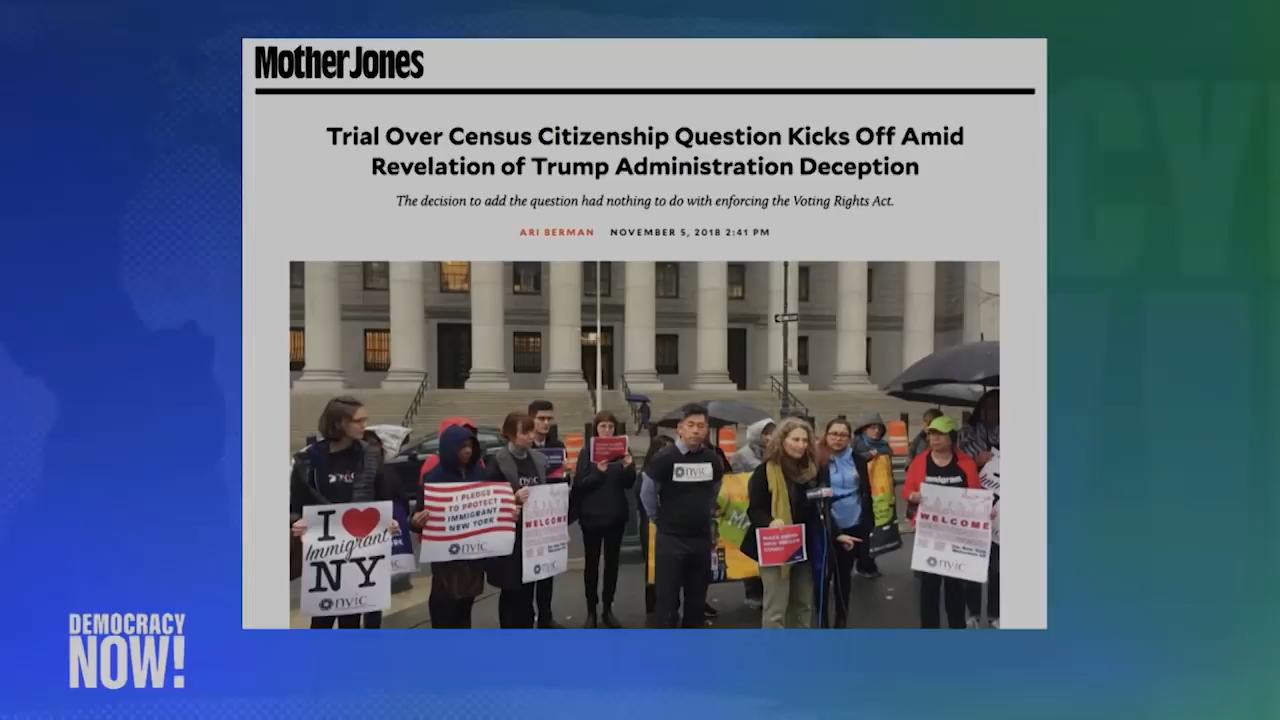 Mother Jones
Trial Over Census Citizenship Question Kicks Off Amid
Revelation of Trump Administration Deception
The decision to add the question had nothing to do with enforcing the Voting Rights Act.
ARI BERMAN NOVEMBER 5, 2018 2:41 PM
I PLEDGE
TO PROTECT
IMMIGRANT
NEW YORK
nyic
I
Immigrant
NY
nyic
WELCOME
nyic
nyic
WELCOME
nyic
DEMOCRACY
NOW!
CY